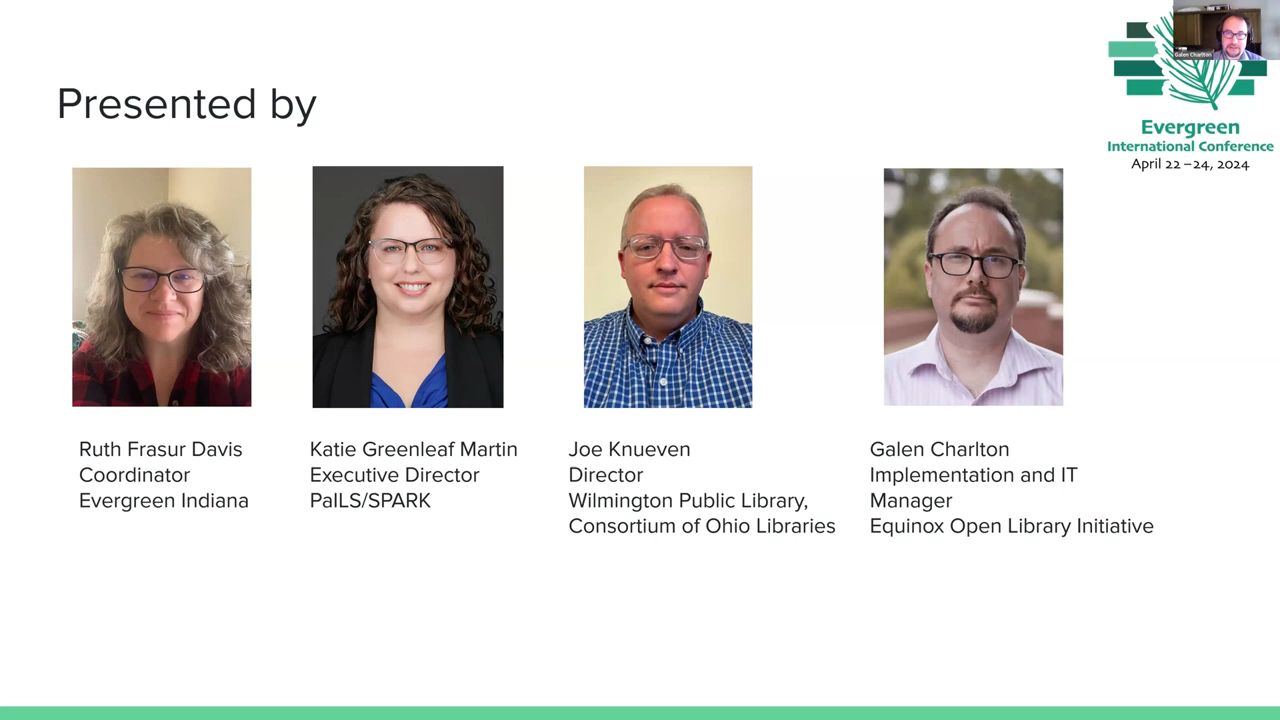 Galen Charlton
Evergreen
International Conference
April 22 – 24, 2024
Presented by
Ruth Frasur Davis
Coordinator
Evergreen Indiana
Katie Greenleaf Martin
Executive Director
PaILS/SPARK
Joe Knueven
Director
Wilmington Public Library,
Consortium of Ohio Libraries
Galen Charlton
Implementation and IT
Manager
Equinox Open Library Initiative